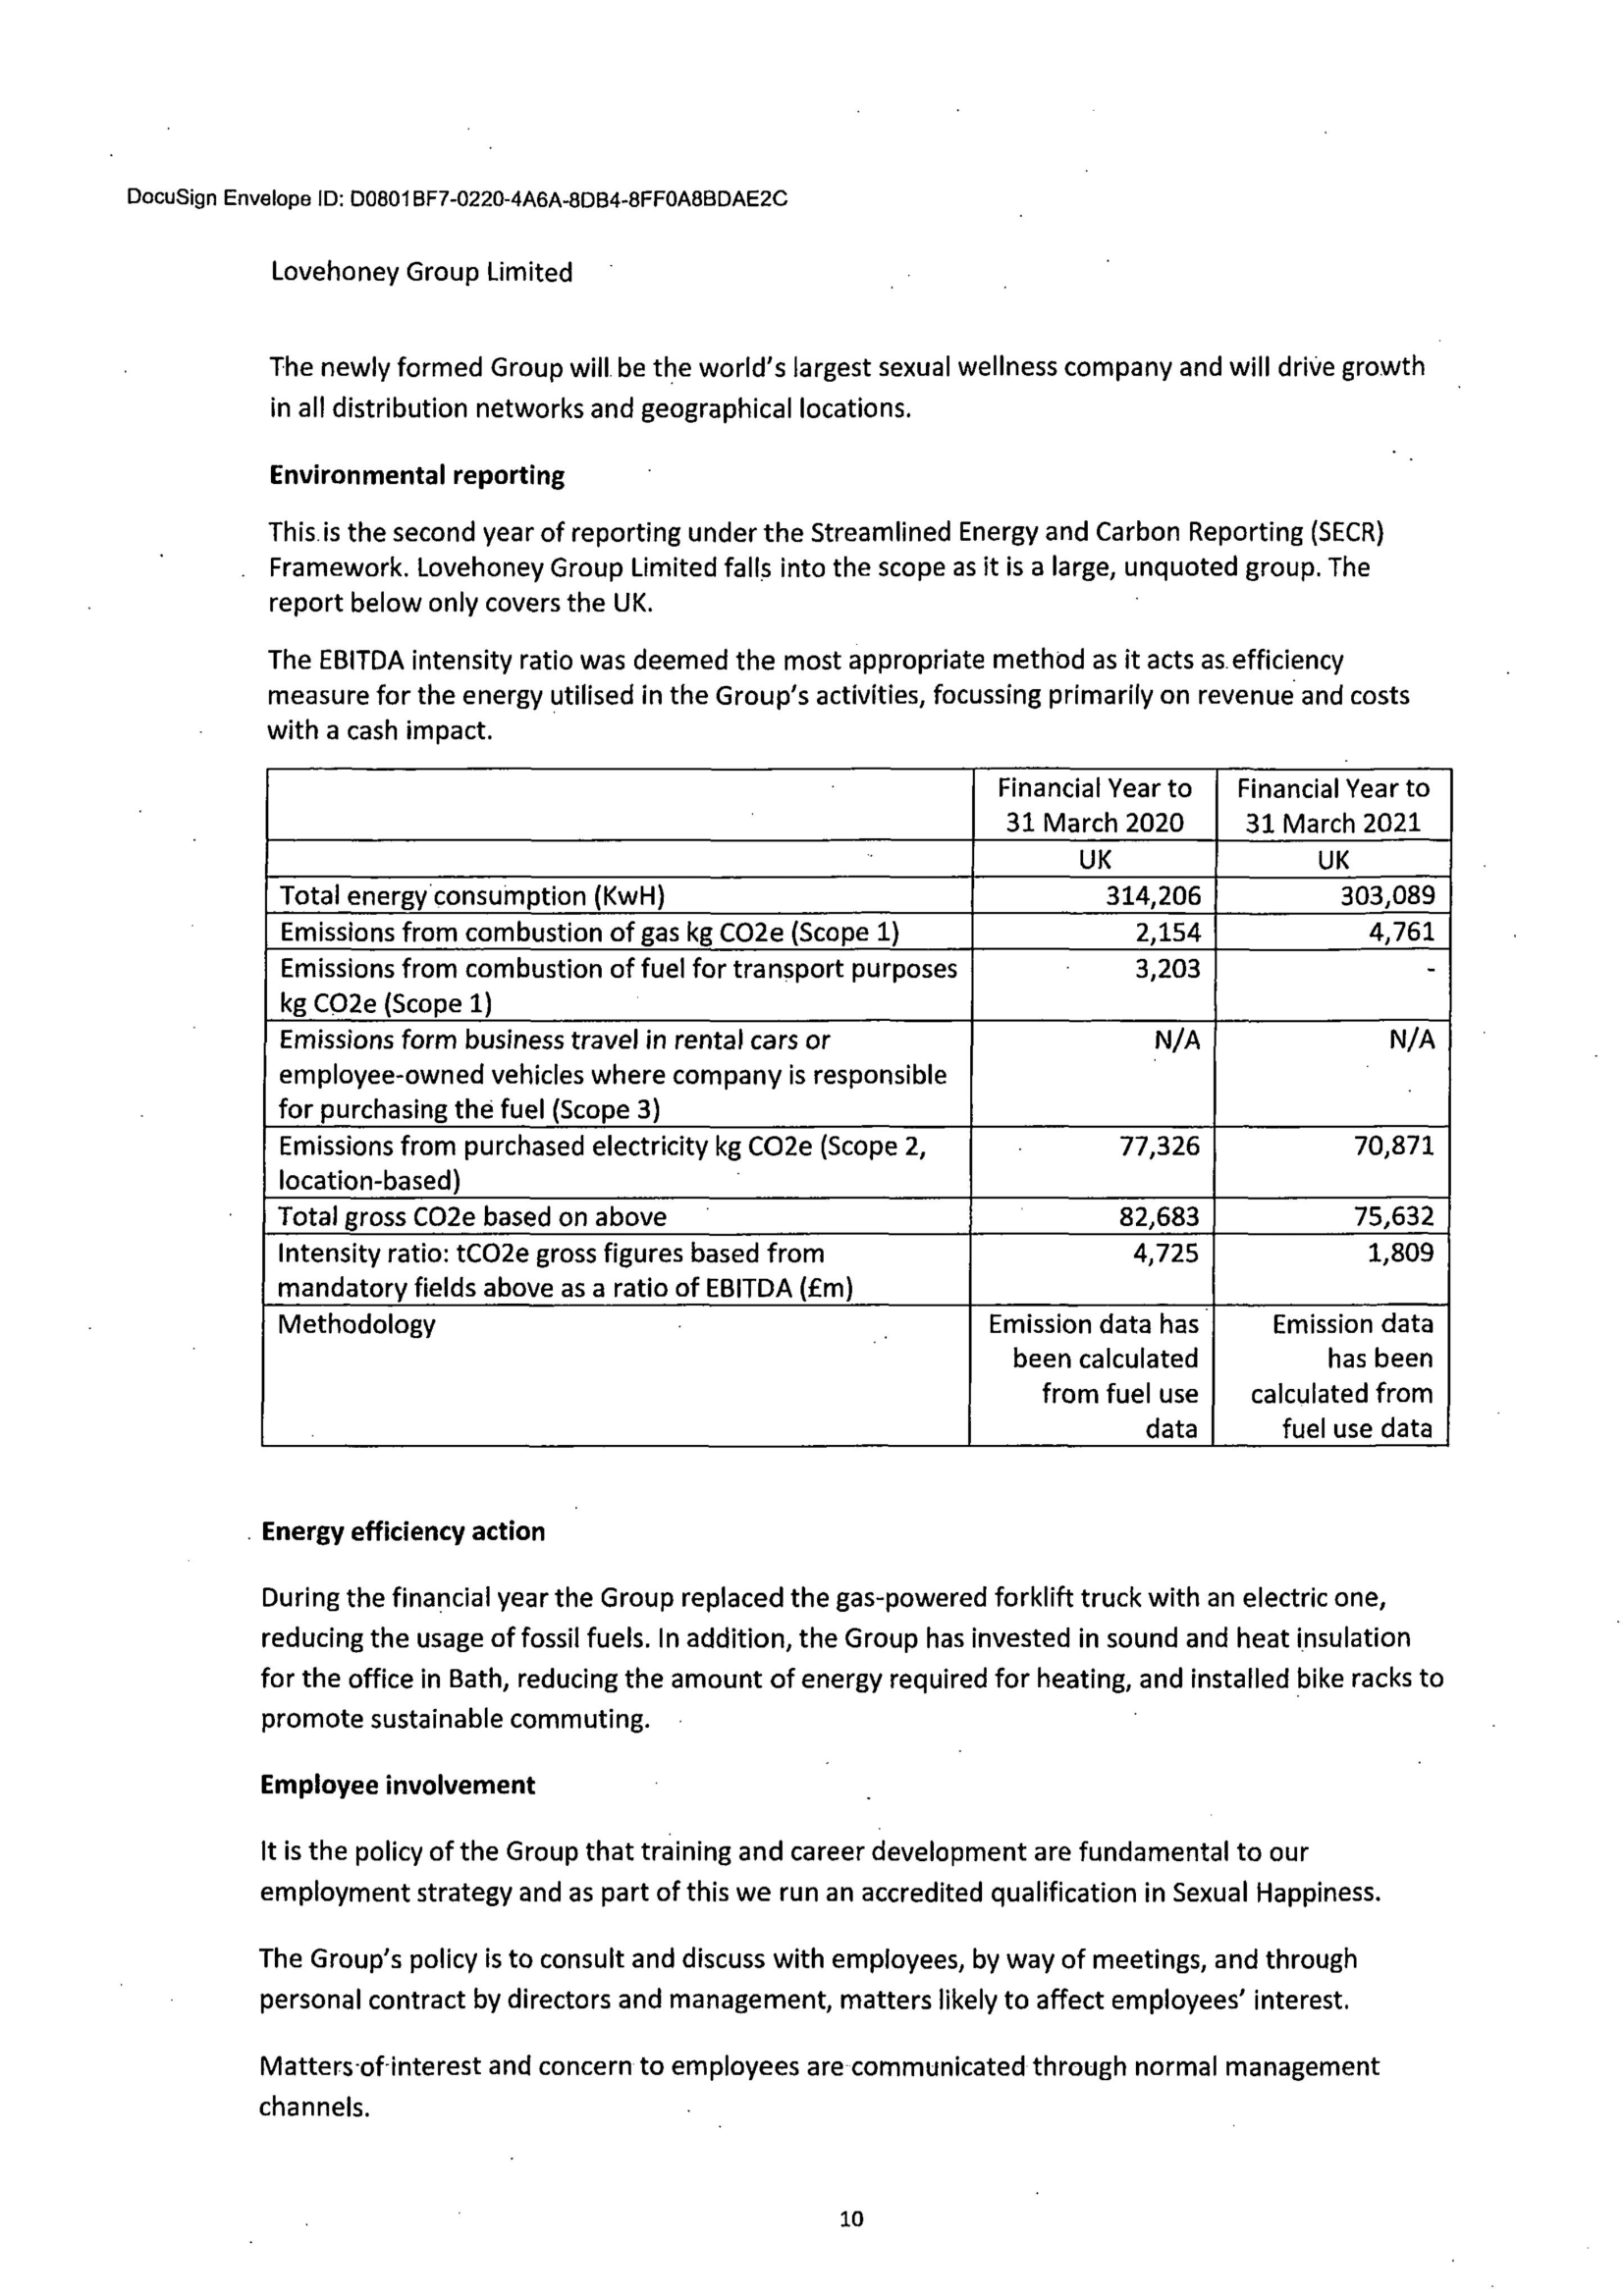 DocuSign Envelope ID: D0801BF7-0220-4A6A-8DB4-8FF0A8BDAE2C
Lovehoney Group Limited
The newly formed Group will be the world's largest sexual wellness company and will drive growth
in all distribution networks and geographical locations.
Environmental reporting
This is the second year of reporting under the Streamlined Energy and Carbon Reporting (SECR)
Framework. Lovehoney Group Limited falls into the scope as it is a large, unquoted group. The
report below only covers the UK.
The EBITDA intensity ratio was deemed the most appropriate method as it acts as efficiency
measure for the energy utilised in the Group's activities, focussing primarily on revenue and costs
with a cash impact.
Financial Year to Financial Year to
31 March 2020 31 March 2021
UK UK
Total energy consumption (KwH) 314,206 303,089
Emissions from combustion of gas kg CO2e (Scope 1) 2,154 4,761
Emissions from combustion of fuel for transport purposes 3,203 -
kg CO2e (Scope 1)
Emissions form business travel in rental cars or N/A N/A
employee-owned vehicles where company is responsible
for purchasing the fuel (Scope 3)
Emissions from purchased electricity kg CO2e (Scope 2, 77,326 70,871
location-based)
Total gross CO2e based on above 82,683 75,632
Intensity ratio: tCO2e gross figures based from 4,725 1,809
mandatory fields above as a ratio of EBITDA (£m)
Methodology Emission data has Emission data
been calculated has been
from fuel use calculated from
data fuel use data
Energy efficiency action
During the financial year the Group replaced the gas-powered forklift truck with an electric one,
reducing the usage of fossil fuels. In addition, the Group has invested in sound and heat insulation
for the office in Bath, reducing the amount of energy required for heating, and installed bike racks to
promote sustainable commuting.
Employee involvement
It is the policy of the Group that training and career development are fundamental to our
employment strategy and as part of this we run an accredited qualification in Sexual Happiness.
The Group's policy is to consult and discuss with employees, by way of meetings, and through
personal contract by directors and management, matters likely to affect employees' interest.
Matters of interest and concern to employees are communicated through normal management
channels.
10